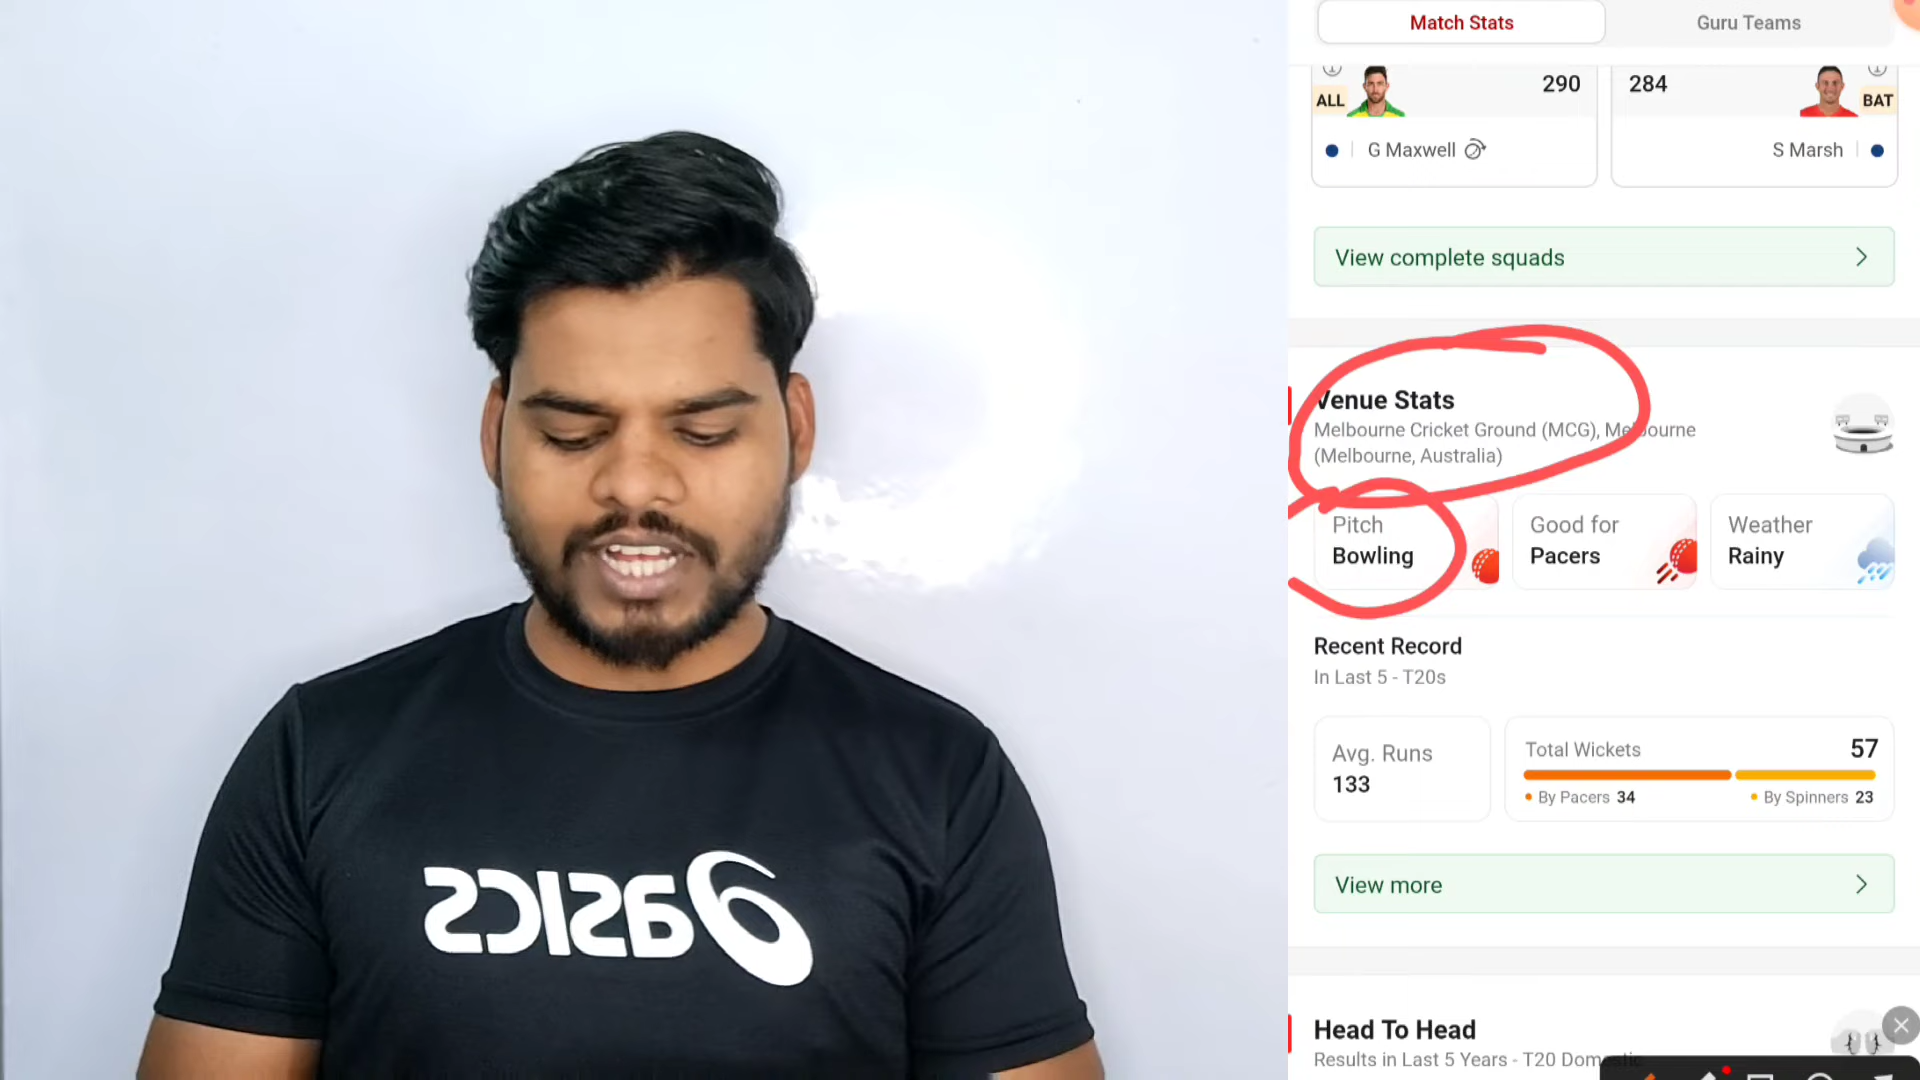 Match Stats
Guru Teams
ALL
290
284
BAT
G Maxwell
S Marsh
View complete squads
Venue Stats
Melbourne Cricket Ground (MCG), Melbourne
(Melbourne, Australia)
Pitch
Bowling
Good for
Pacers
Weather
Rainy
Recent Record
In Last 5 - T20s
Avg. Runs
133
Total Wickets
57
By Pacers 34
By Spinners 23
View more
Head To Head
Results in Last 5 Years - T20 Domestic
asics